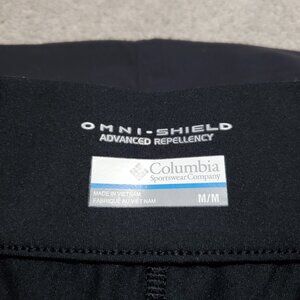 OMNI-SHIELD
ADVANCED REPELLENCY
Columbia
Sportswear Company
MADE IN VIETNAM
FABRIQUÉ AU VIETNAM
M/M